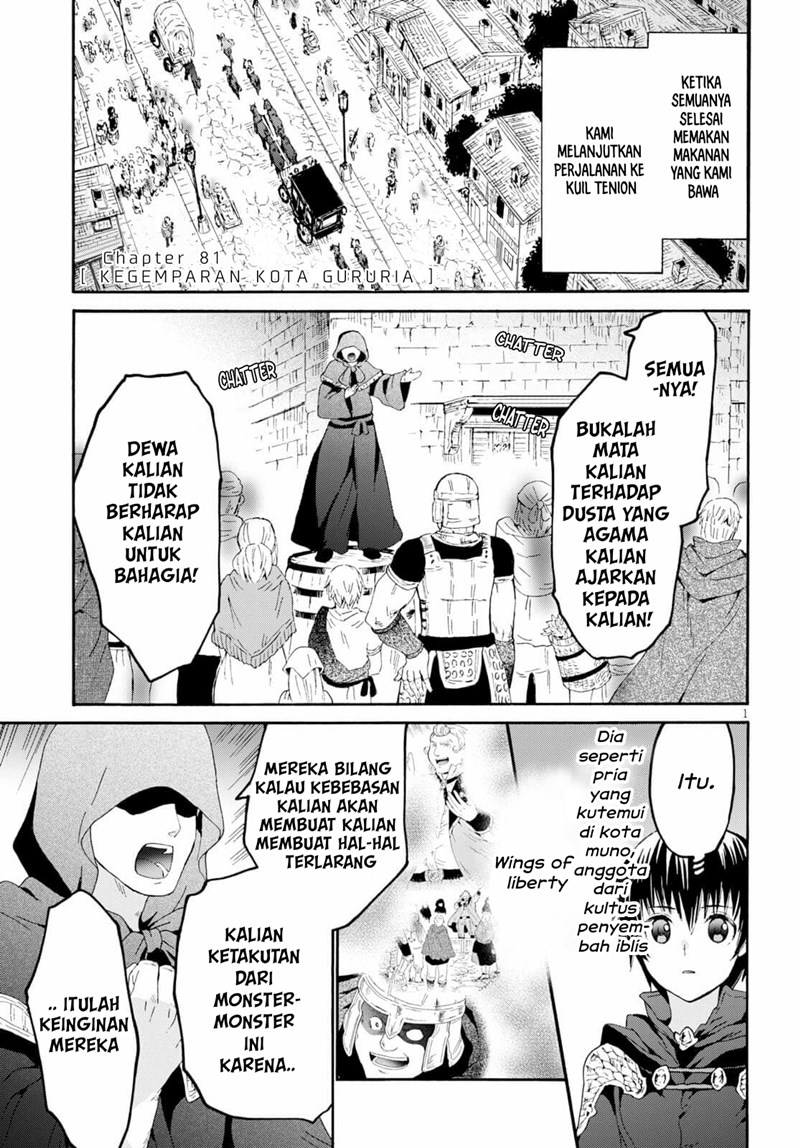 KETIKA
SEMUANYA
SELESAI
MEMAKAN
MAKANAN
YANG KAMI
BAWA
KAMI
MELANJUTKAN
PERJALANAN KE
KUIL TENION
Chapter 81
[ KEGEMPARAN KOTA GURURIA ]
SEMUA
-NYA!
BUKALAH
MATA
KALIAN
TERHADAP
DUSTA YANG
AGAMA
KALIAN
AJARKAN
KEPADA
KALIAN!
CHATTER
CHATTER
CHATTER
DEWA
KALIAN
TIDAK
BERHARAP
KALIAN
UNTUK
BAHAGIA!
1
Itu.
Dia
seperti
pria
yang
kutemui
di kota
muno,
anggota
dari
kultus
penyem-
bah iblis
Wings of
liberty
MEREKA BILANG
KALAU KEBEBASAN
KALIAN AKAN
MEMBUAT KALIAN
MEMBUAT HAL-HAL
TERLARANG
KALIAN
KETAKUTAN
DARI
MONSTER-
MONSTER
INI
KARENA..
.. ITULAH
KEINGINAN
MEREKA